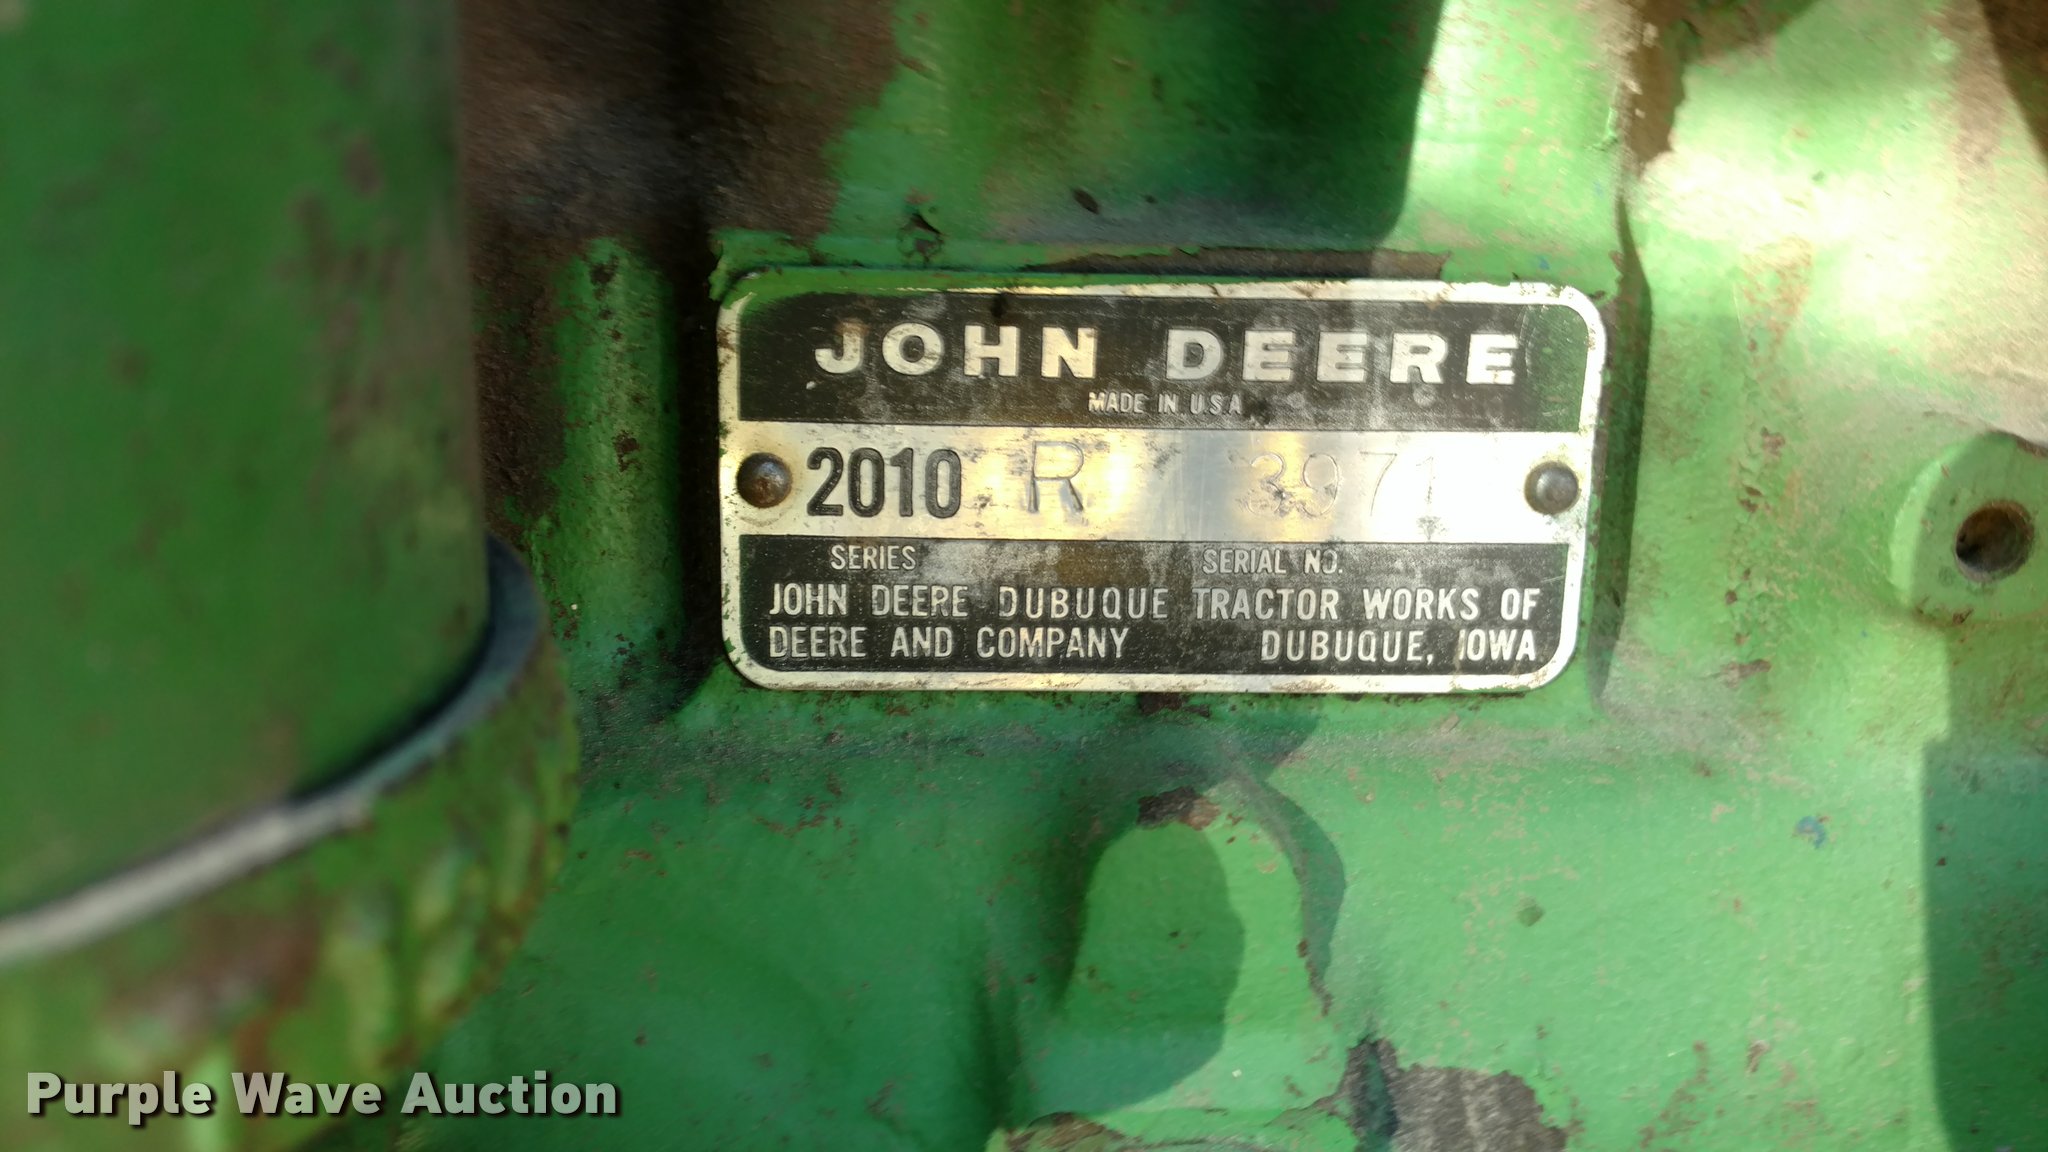 JOHN DEERE
MADE IN U.S.A
2010 R 3971
SERIES SERIAL NO.
JOHN DEERE DUBUQUE TRACTOR WORKS OF
DEERE AND COMPANY DUBUQUE, IOWA
Purple Wave Auction